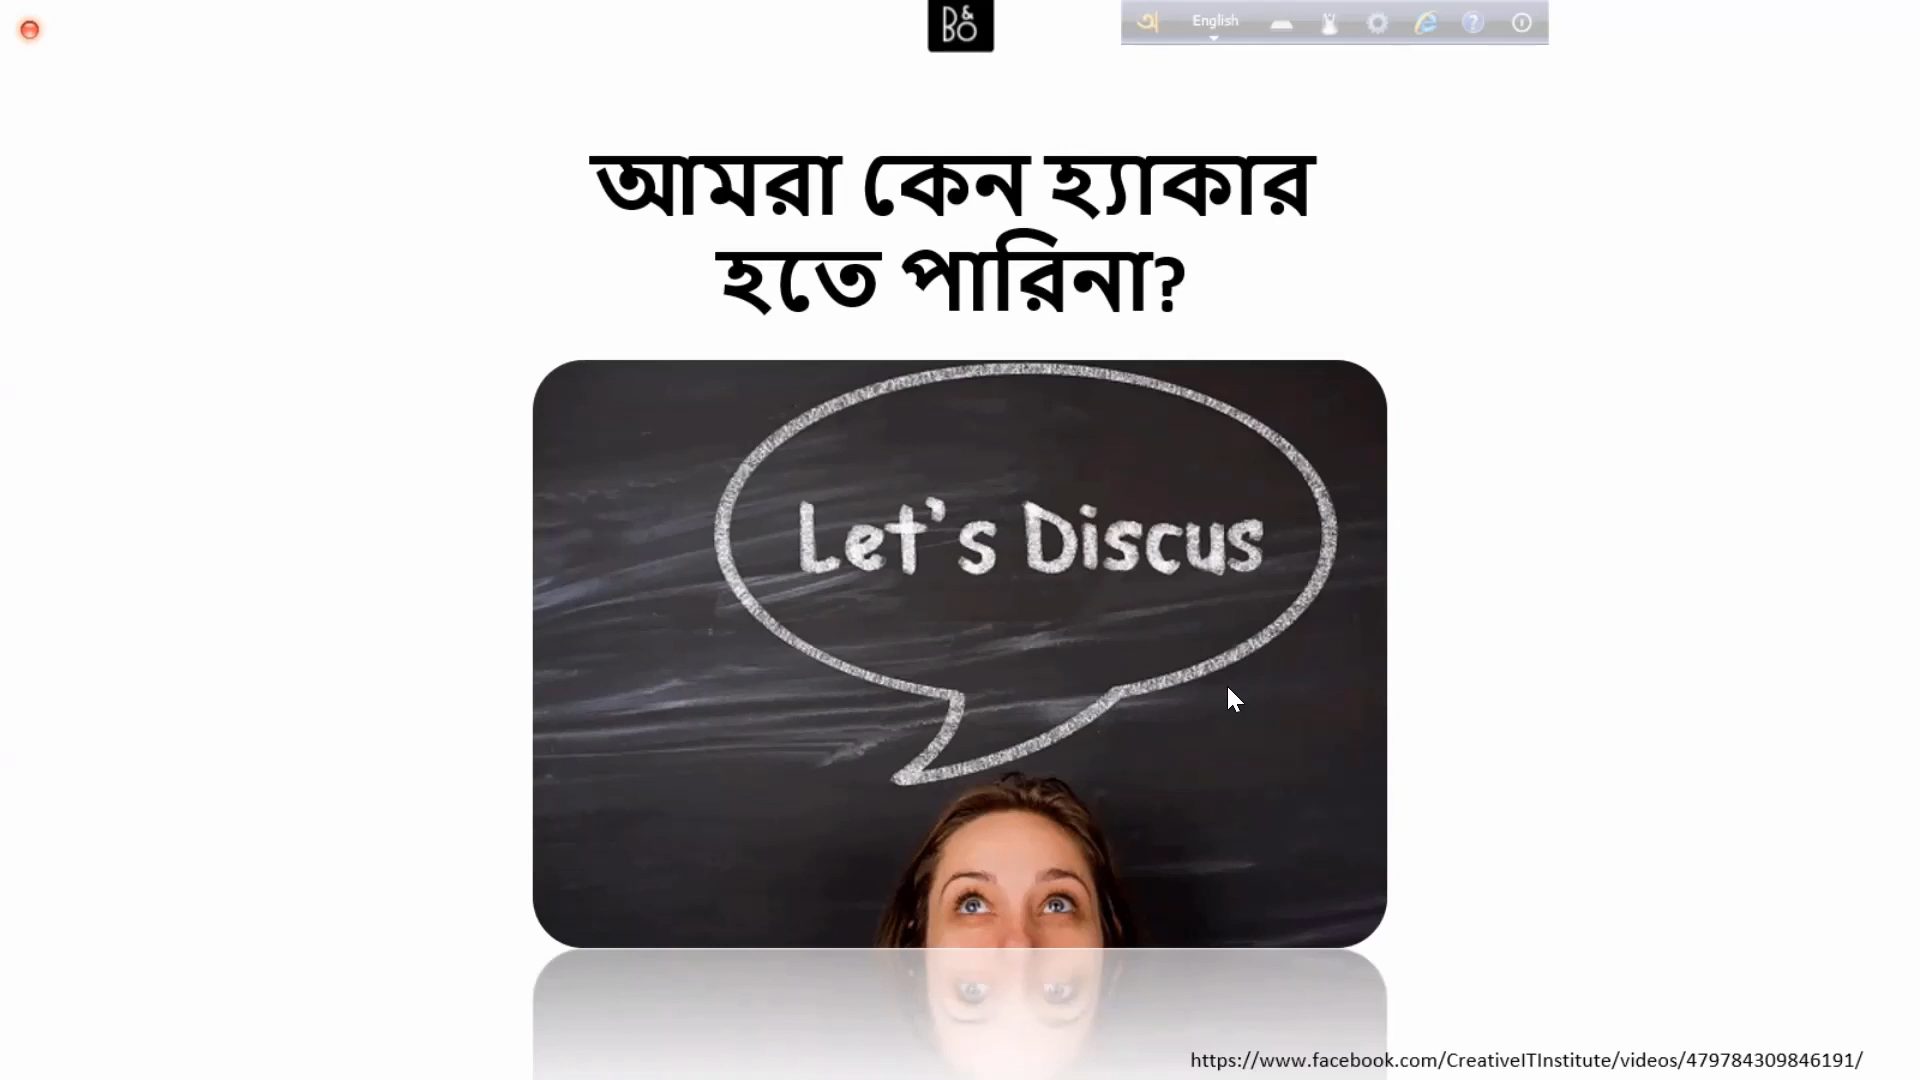 B&O
অ English
আমরা কেন হ্যাকার
হতে পারিনা?
Let's Discus
https://www.facebook.com/CreativeITInstitute/videos/479784309846191/